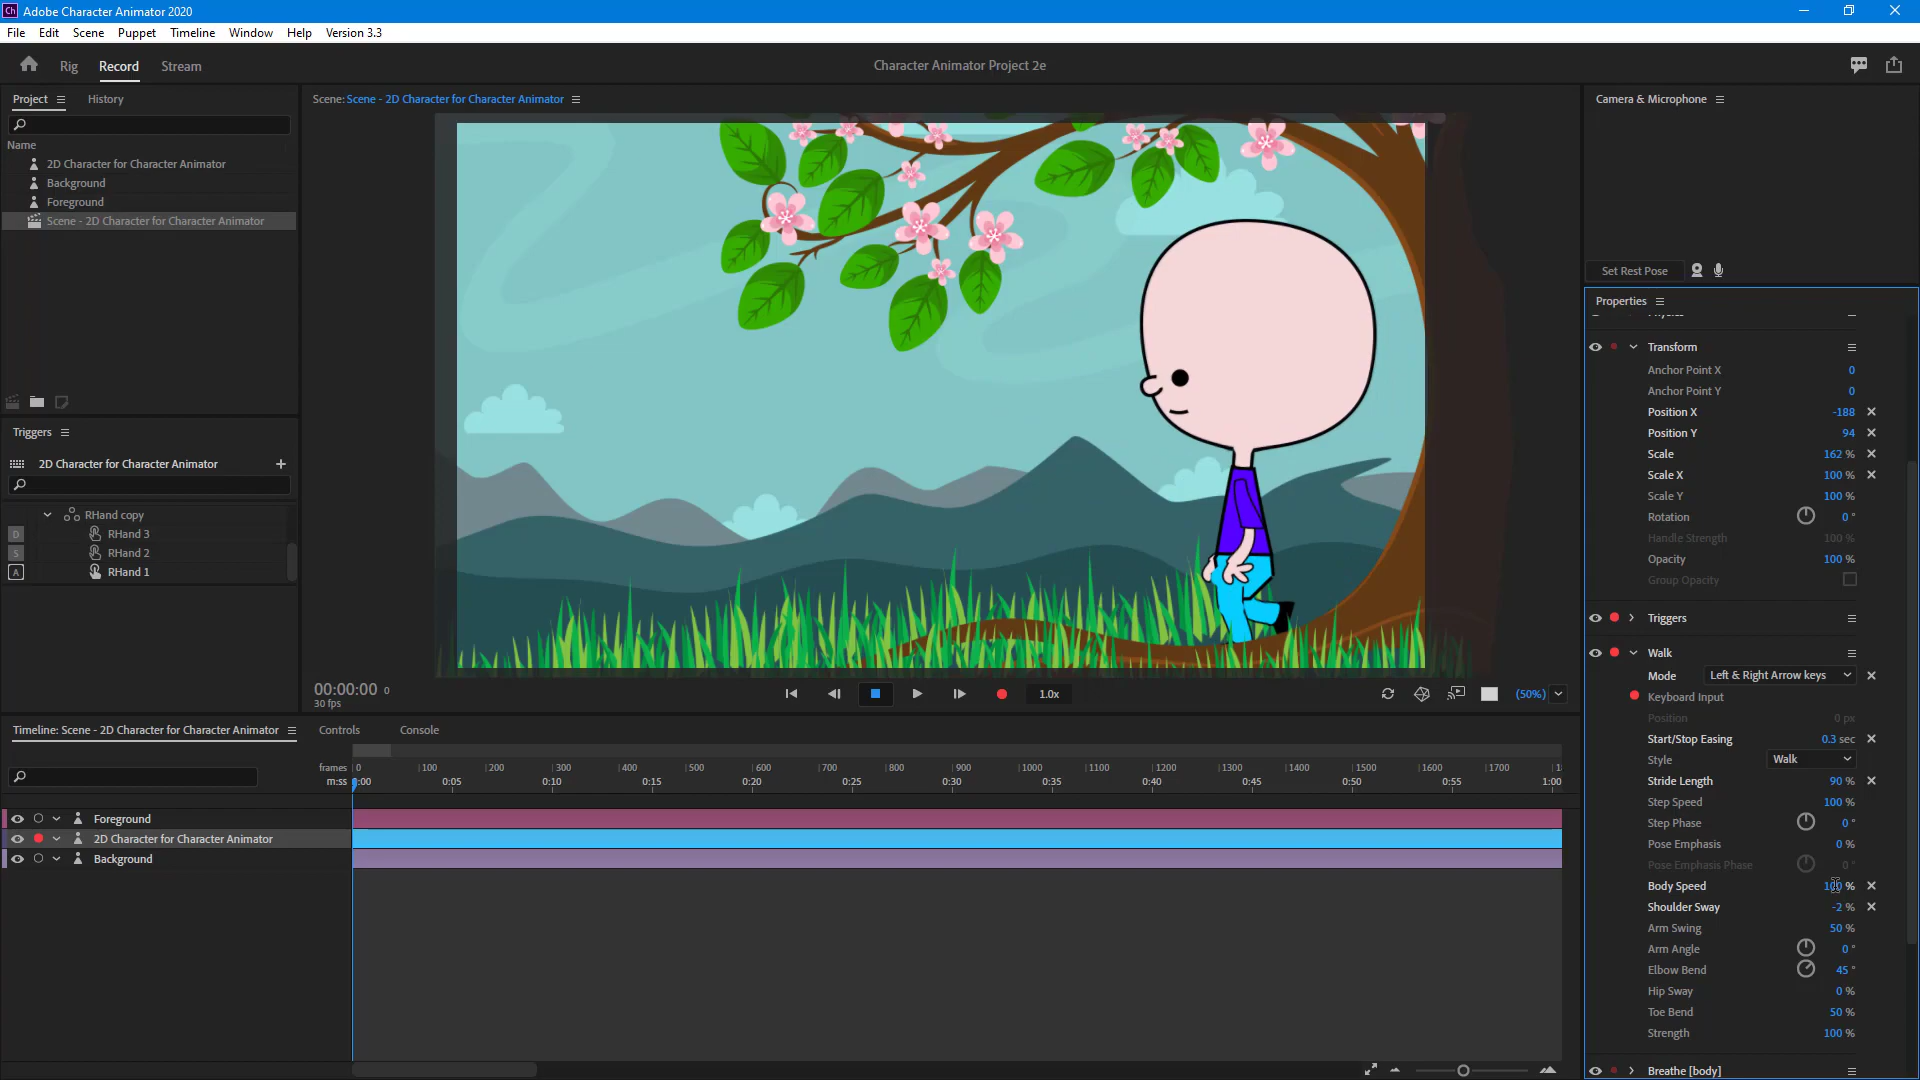 Ch Adobe Character Animator 2020
File Edit Scene Puppet Timeline Window Help Version 3.3
Rig Record Stream
Character Animator Project 2e
Project History
Name
2D Character for Character Animator
Background
Foreground
Scene - 2D Character for Character Animator
Triggers
2D Character for Character Animator
RHand copy
D RHand 3
S RHand 2
A RHand 1
Scene: Scene - 2D Character for Character Animator
00:00:00 0
30 fps
1.0x
(50%)
Timeline: Scene - 2D Character for Character Animator Controls Console
frames 0 100 200 300 400 500 600 700 800 900 1000 1100 1200 1300 1400 1500 1600 1700
m:ss :00 0:05 0:10 0:15 0:20 0:25 0:30 0:35 0:40 0:45 0:50 0:55 1:00
Foreground
2D Character for Character Animator
Background
Camera & Microphone
Set Rest Pose
Properties
Physics
Transform
Anchor Point X 0
Anchor Point Y 0
Position X -188
Position Y 94
Scale 162 %
Scale X 100 %
Scale Y 100 %
Rotation 0 °
Handle Strength 100 %
Opacity 100 %
Group Opacity
Triggers
Walk
Mode Left & Right Arrow keys
Keyboard Input
Position 0 px
Start/Stop Easing 0.3 sec
Style Walk
Stride Length 90 %
Step Speed 100 %
Step Phase 0 °
Pose Emphasis 0 %
Pose Emphasis Phase 0 °
Body Speed 100 %
Shoulder Sway -2 %
Arm Swing 50 %
Arm Angle 0 °
Elbow Bend 45 °
Hip Sway 0 %
Toe Bend 50 %
Strength 100 %
Breathe [body]